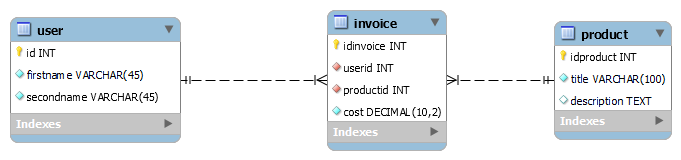 user
id INT
firstname VARCHAR(45)
secondname VARCHAR(45)
Indexes
invoice
idinvoice INT
userid INT
productid INT
cost DECIMAL(10,2)
Indexes
product
idproduct INT
title VARCHAR(100)
description TEXT
Indexes